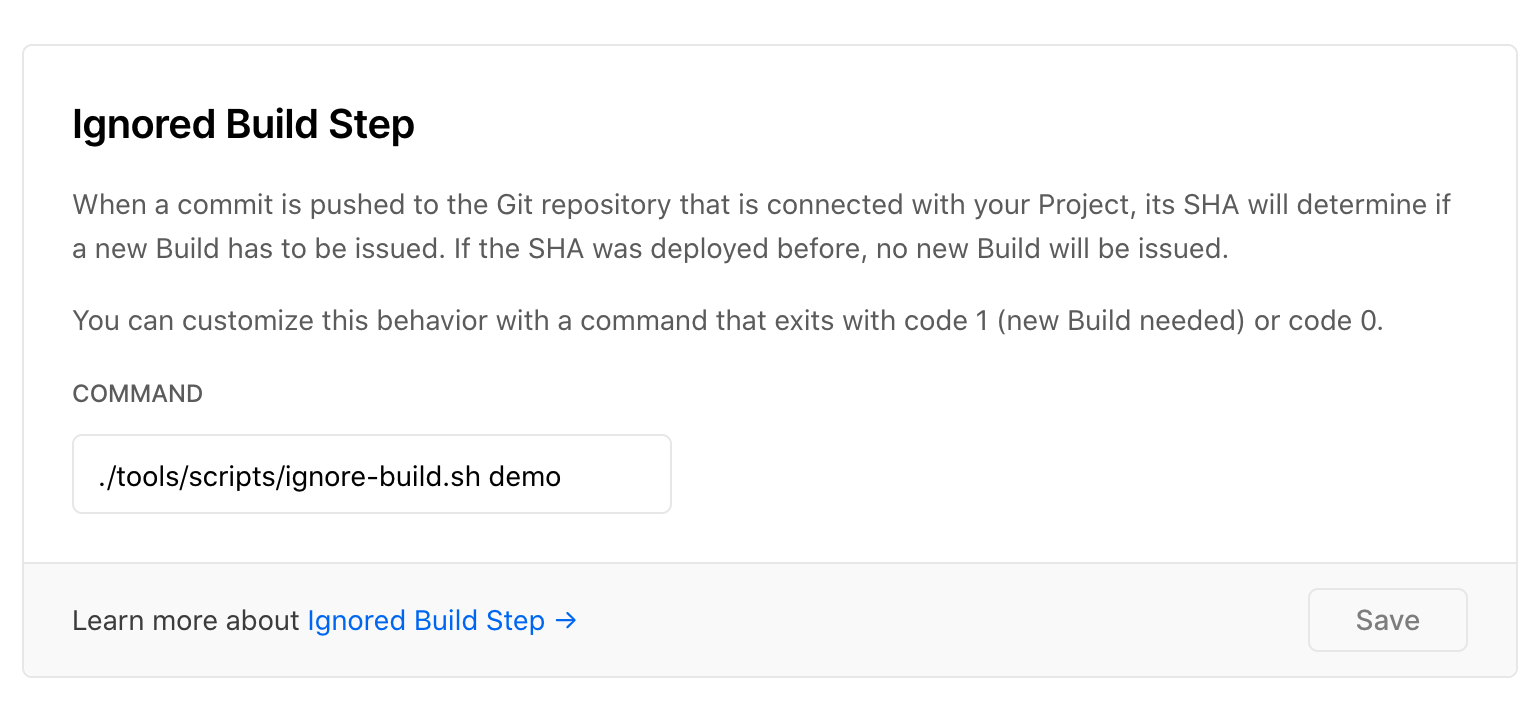 Ignored Build Step
When a commit is pushed to the Git repository that is connected with your Project, its SHA will determine if
a new Build has to be issued. If the SHA was deployed before, no new Build will be issued.
You can customize this behavior with a command that exits with code 1 (new Build needed) or code 0.
COMMAND
./tools/scripts/ignore-build.sh demo
Learn more about Ignored Build Step →
Save